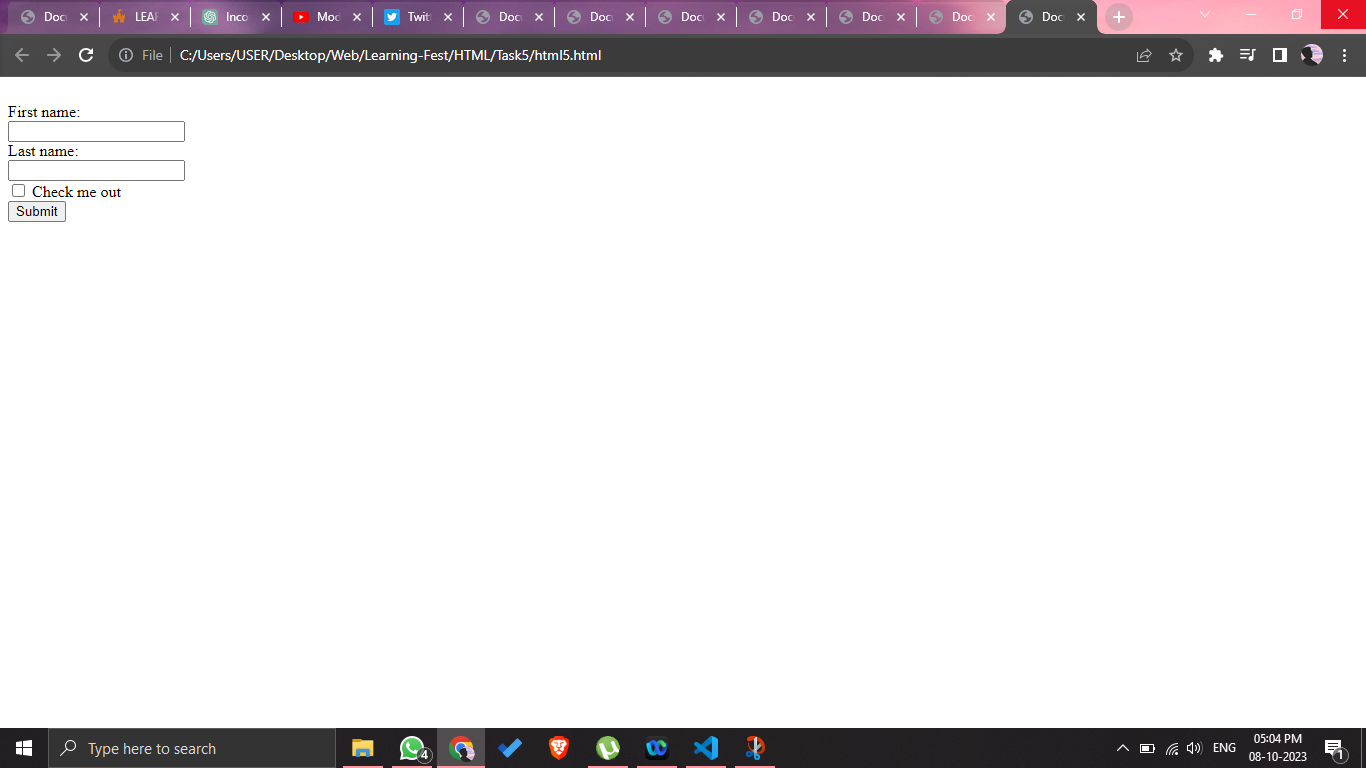 Doc
LEAF
Inco
Mod
Twit
Doc
Doc
Doc
Doc
Doc
Doc
Doc
File
C:/Users/USER/Desktop/Web/Learning-Fest/HTML/Task5/html5.html
First name:
Last name:
Check me out
Submit
Type here to search
4
ENG
05:04 PM
08-10-2023
1